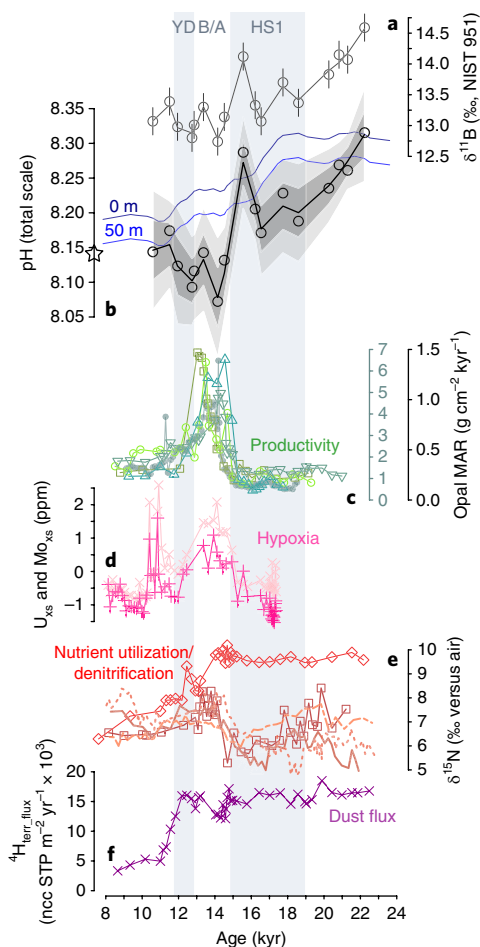 YD B/A HS1
a
14.5
14.0
13.5
13.0
12.5
δ¹¹B (‰, NIST 951)
8.35
8.30
8.25
8.20
8.15
8.10
8.05
pH (total scale)
0 m
50 m
b
7
6
5
4
3
2
1
0
1.5
1.0
0.5
0.0
Opal MAR (g cm⁻² kyr⁻¹)
Productivity
c
2
1
0
−1
U_xs and Mo_xs (ppm)
d
Hypoxia
Nutrient utilization/
denitrification
e
10
9
8
7
6
5
δ¹⁵N (‰ versus air)
20
15
10
5
0
⁴H_terr_flux
(ncc STP m⁻² yr⁻¹ × 10³)
f
Dust flux
8 10 12 14 16 18 20 22 24
Age (kyr)